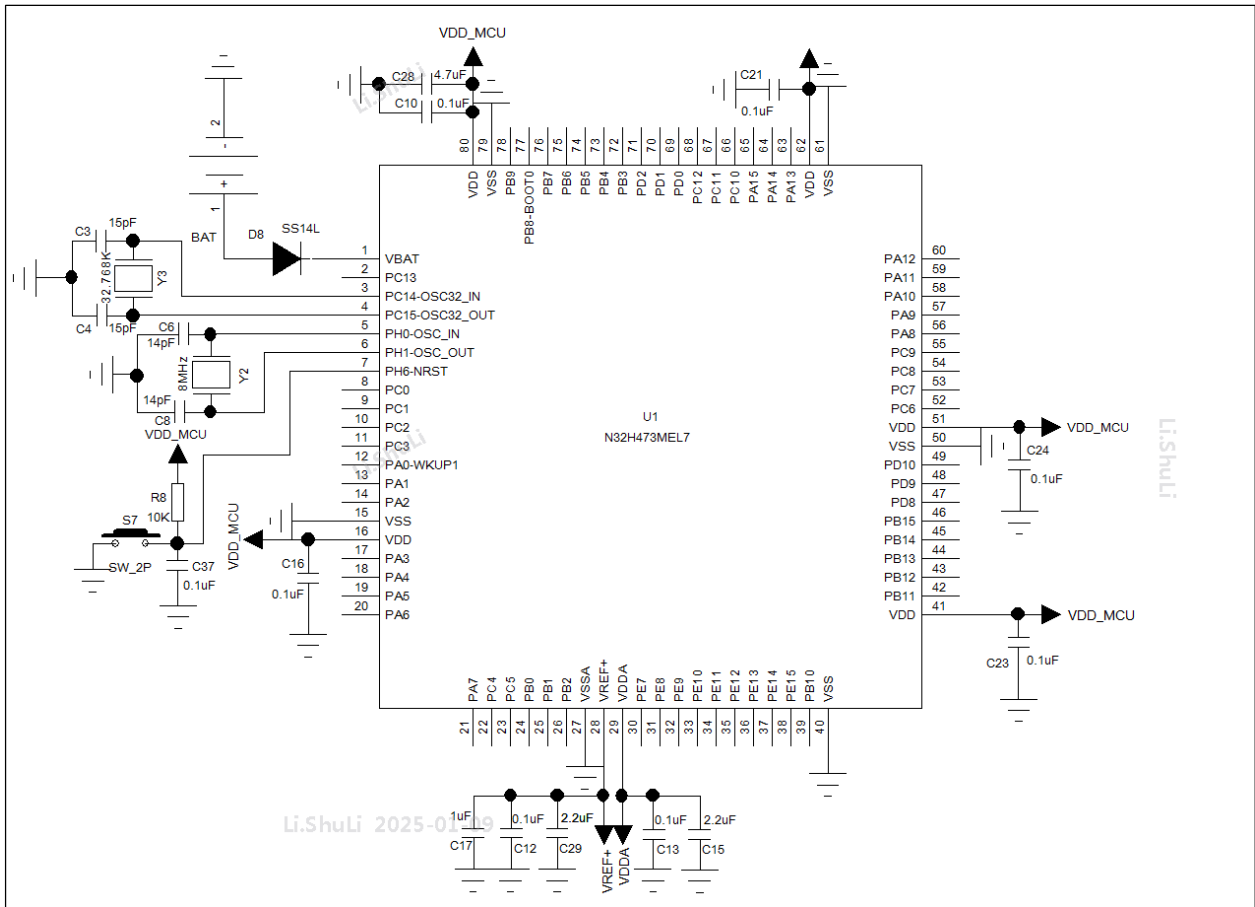 VDD_MCU
C28 4.7uF
C10 0.1uF
C21
0.1uF
Li.ShuLi
2
-
+
1
BAT
D8
SS14L
80 79 78 77 76 75 74 73 72 71 70 69 68 67 66 65 64 63 62 61
VDD VSS PB9 PB8-BOOT0 PB7 PB6 PB5 PB4 PB3 PD2 PD1 PD0 PC12 PC11 PC10 PA15 PA14 PA13 VDD VSS
C3
15pF
32.768K
Y3
C4
15pF
C6
14pF
8MHz
Y2
14pF
C8
VDD_MCU
R8
10K
S7
SW_2P
C37
0.1uF
VDD_MCU
C16
0.1uF
1 VBAT
2 PC13
3 PC14-OSC32_IN
4 PC15-OSC32_OUT
5 PH0-OSC_IN
6 PH1-OSC_OUT
7 PH6-NRST
8 PC0
9 PC1
10 PC2
11 PC3
12 PA0-WKUP1
13 PA1
14 PA2
15 VSS
16 VDD
17 PA3
18 PA4
19 PA5
20 PA6
Li.ShuLi
U1
N32H473MEL7
PA12 60
PA11 59
PA10 58
PA9 57
PA8 56
PC9 55
PC8 54
PC7 53
PC6 52
VDD 51
VSS 50
PD10 49
PD9 48
PD8 47
PB15 46
PB14 45
PB13 44
PB12 43
PB11 42
VDD 41
VDD_MCU
C24
0.1uF
Li.ShuLi
VDD_MCU
C23
0.1uF
PA7 PC4 PC5 PB0 PB1 PB2 VSSA VREF+ VDDA PE7 PE8 PE9 PE10 PE11 PE12 PE13 PE14 PE15 PB10 VSS
21 22 23 24 25 26 27 28 29 30 31 32 33 34 35 36 37 38 39 40
1uF 0.1uF 2.2uF 0.1uF 2.2uF
C17 C12 C29 C13 C15
VREF+
VDDA
Li.ShuLi 2025-01-09